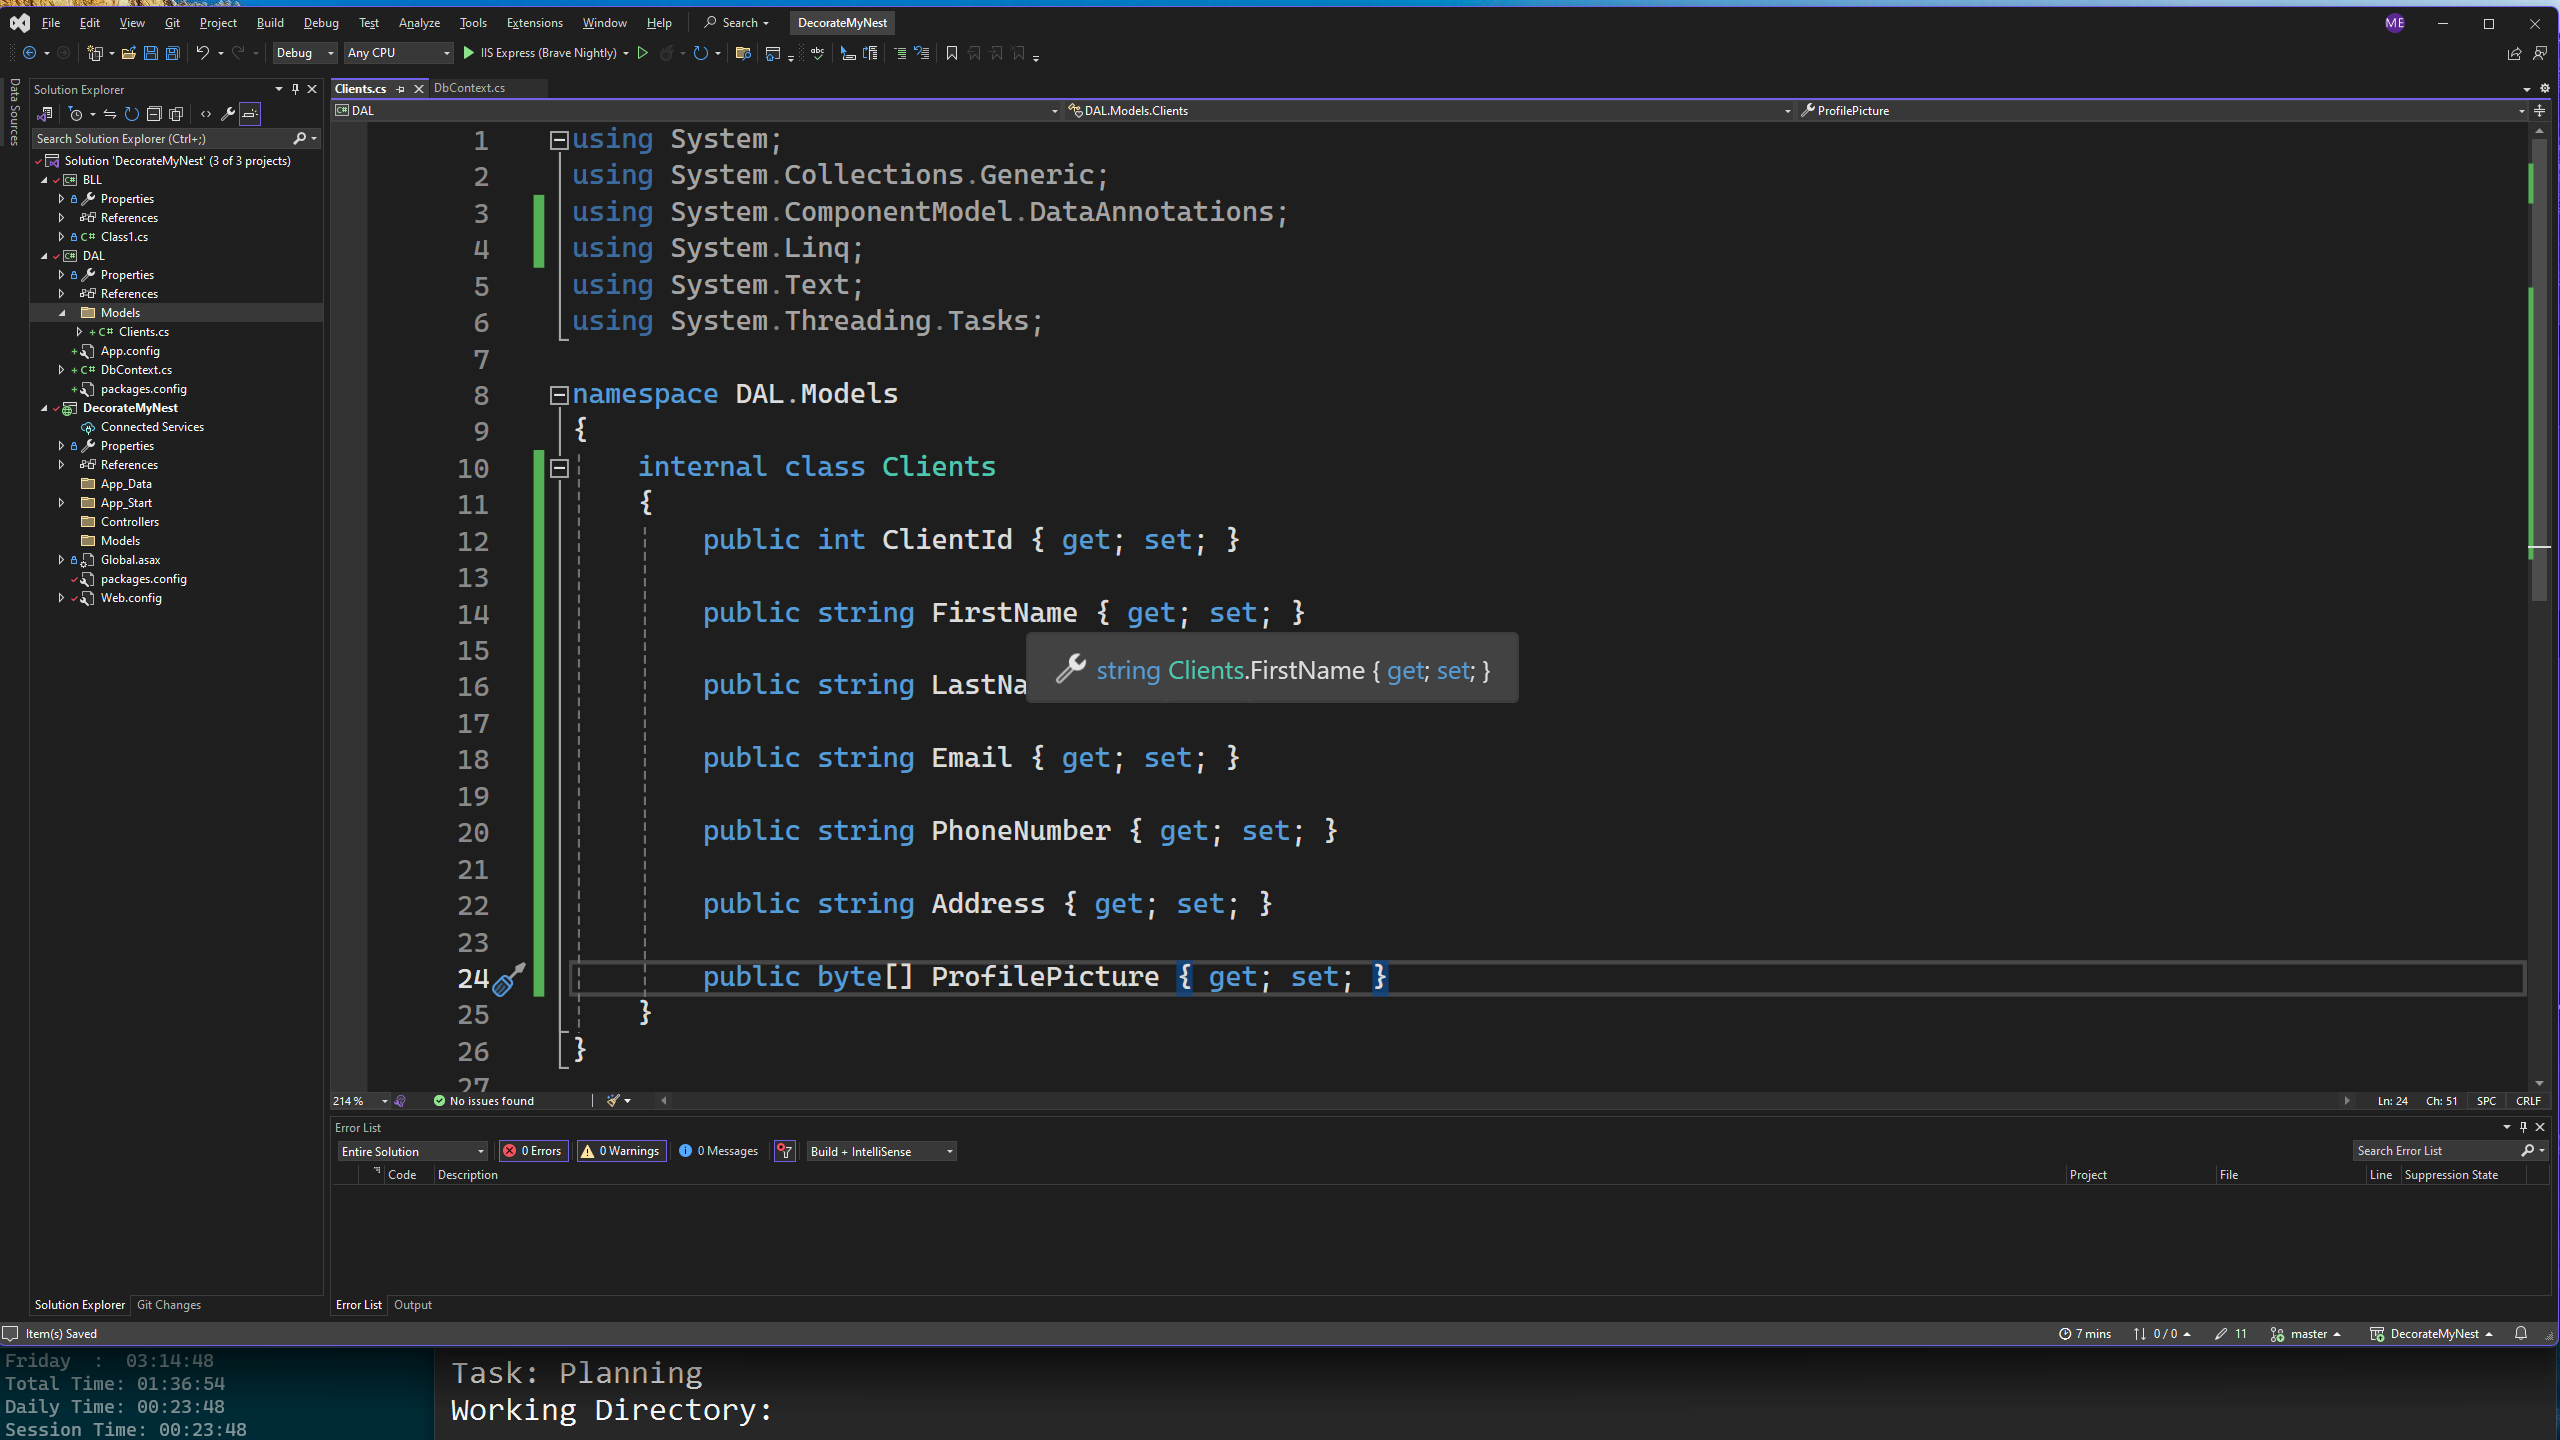 File Edit View Git Project Build Debug Test Analyze Tools Extensions Window Help Search DecorateMyNest ME
Debug Any CPU IIS Express (Brave Nightly)
Data Sources
Solution Explorer
Search Solution Explorer (Ctrl+;)
Solution 'DecorateMyNest' (3 of 3 projects)
BLL
Properties
References
C# Class1.cs
DAL
Properties
References
Models
C# Clients.cs
App.config
C# DbContext.cs
packages.config
DecorateMyNest
Connected Services
Properties
References
App_Data
App_Start
Controllers
Models
Global.asax
packages.config
Web.config
Solution Explorer Git Changes
Clients.cs DbContext.cs
DAL DAL.Models.Clients ProfilePicture
1 using System;
2 using System.Collections.Generic;
3 using System.ComponentModel.DataAnnotations;
4 using System.Linq;
5 using System.Text;
6 using System.Threading.Tasks;
7
8 namespace DAL.Models
9 {
10 internal class Clients
11 {
12 public int ClientId { get; set; }
13
14 public string FirstName { get; set; }
15
string Clients.FirstName { get; set; }
16 public string LastNa
17
18 public string Email { get; set; }
19
20 public string PhoneNumber { get; set; }
21
22 public string Address { get; set; }
23
24 public byte[] ProfilePicture { get; set; }
25 }
26 }
27
214 % No issues found Ln: 24 Ch: 51 SPC CRLF
Error List
Entire Solution 0 Errors 0 Warnings 0 Messages Build + IntelliSense Search Error List
Code Description Project File Line Suppression State
Error List Output
Item(s) Saved 7 mins 0 / 0 11 master DecorateMyNest
Friday : 03:14:48
Total Time: 01:36:54
Daily Time: 00:23:48
Session Time: 00:23:48
Task: Planning
Working Directory: